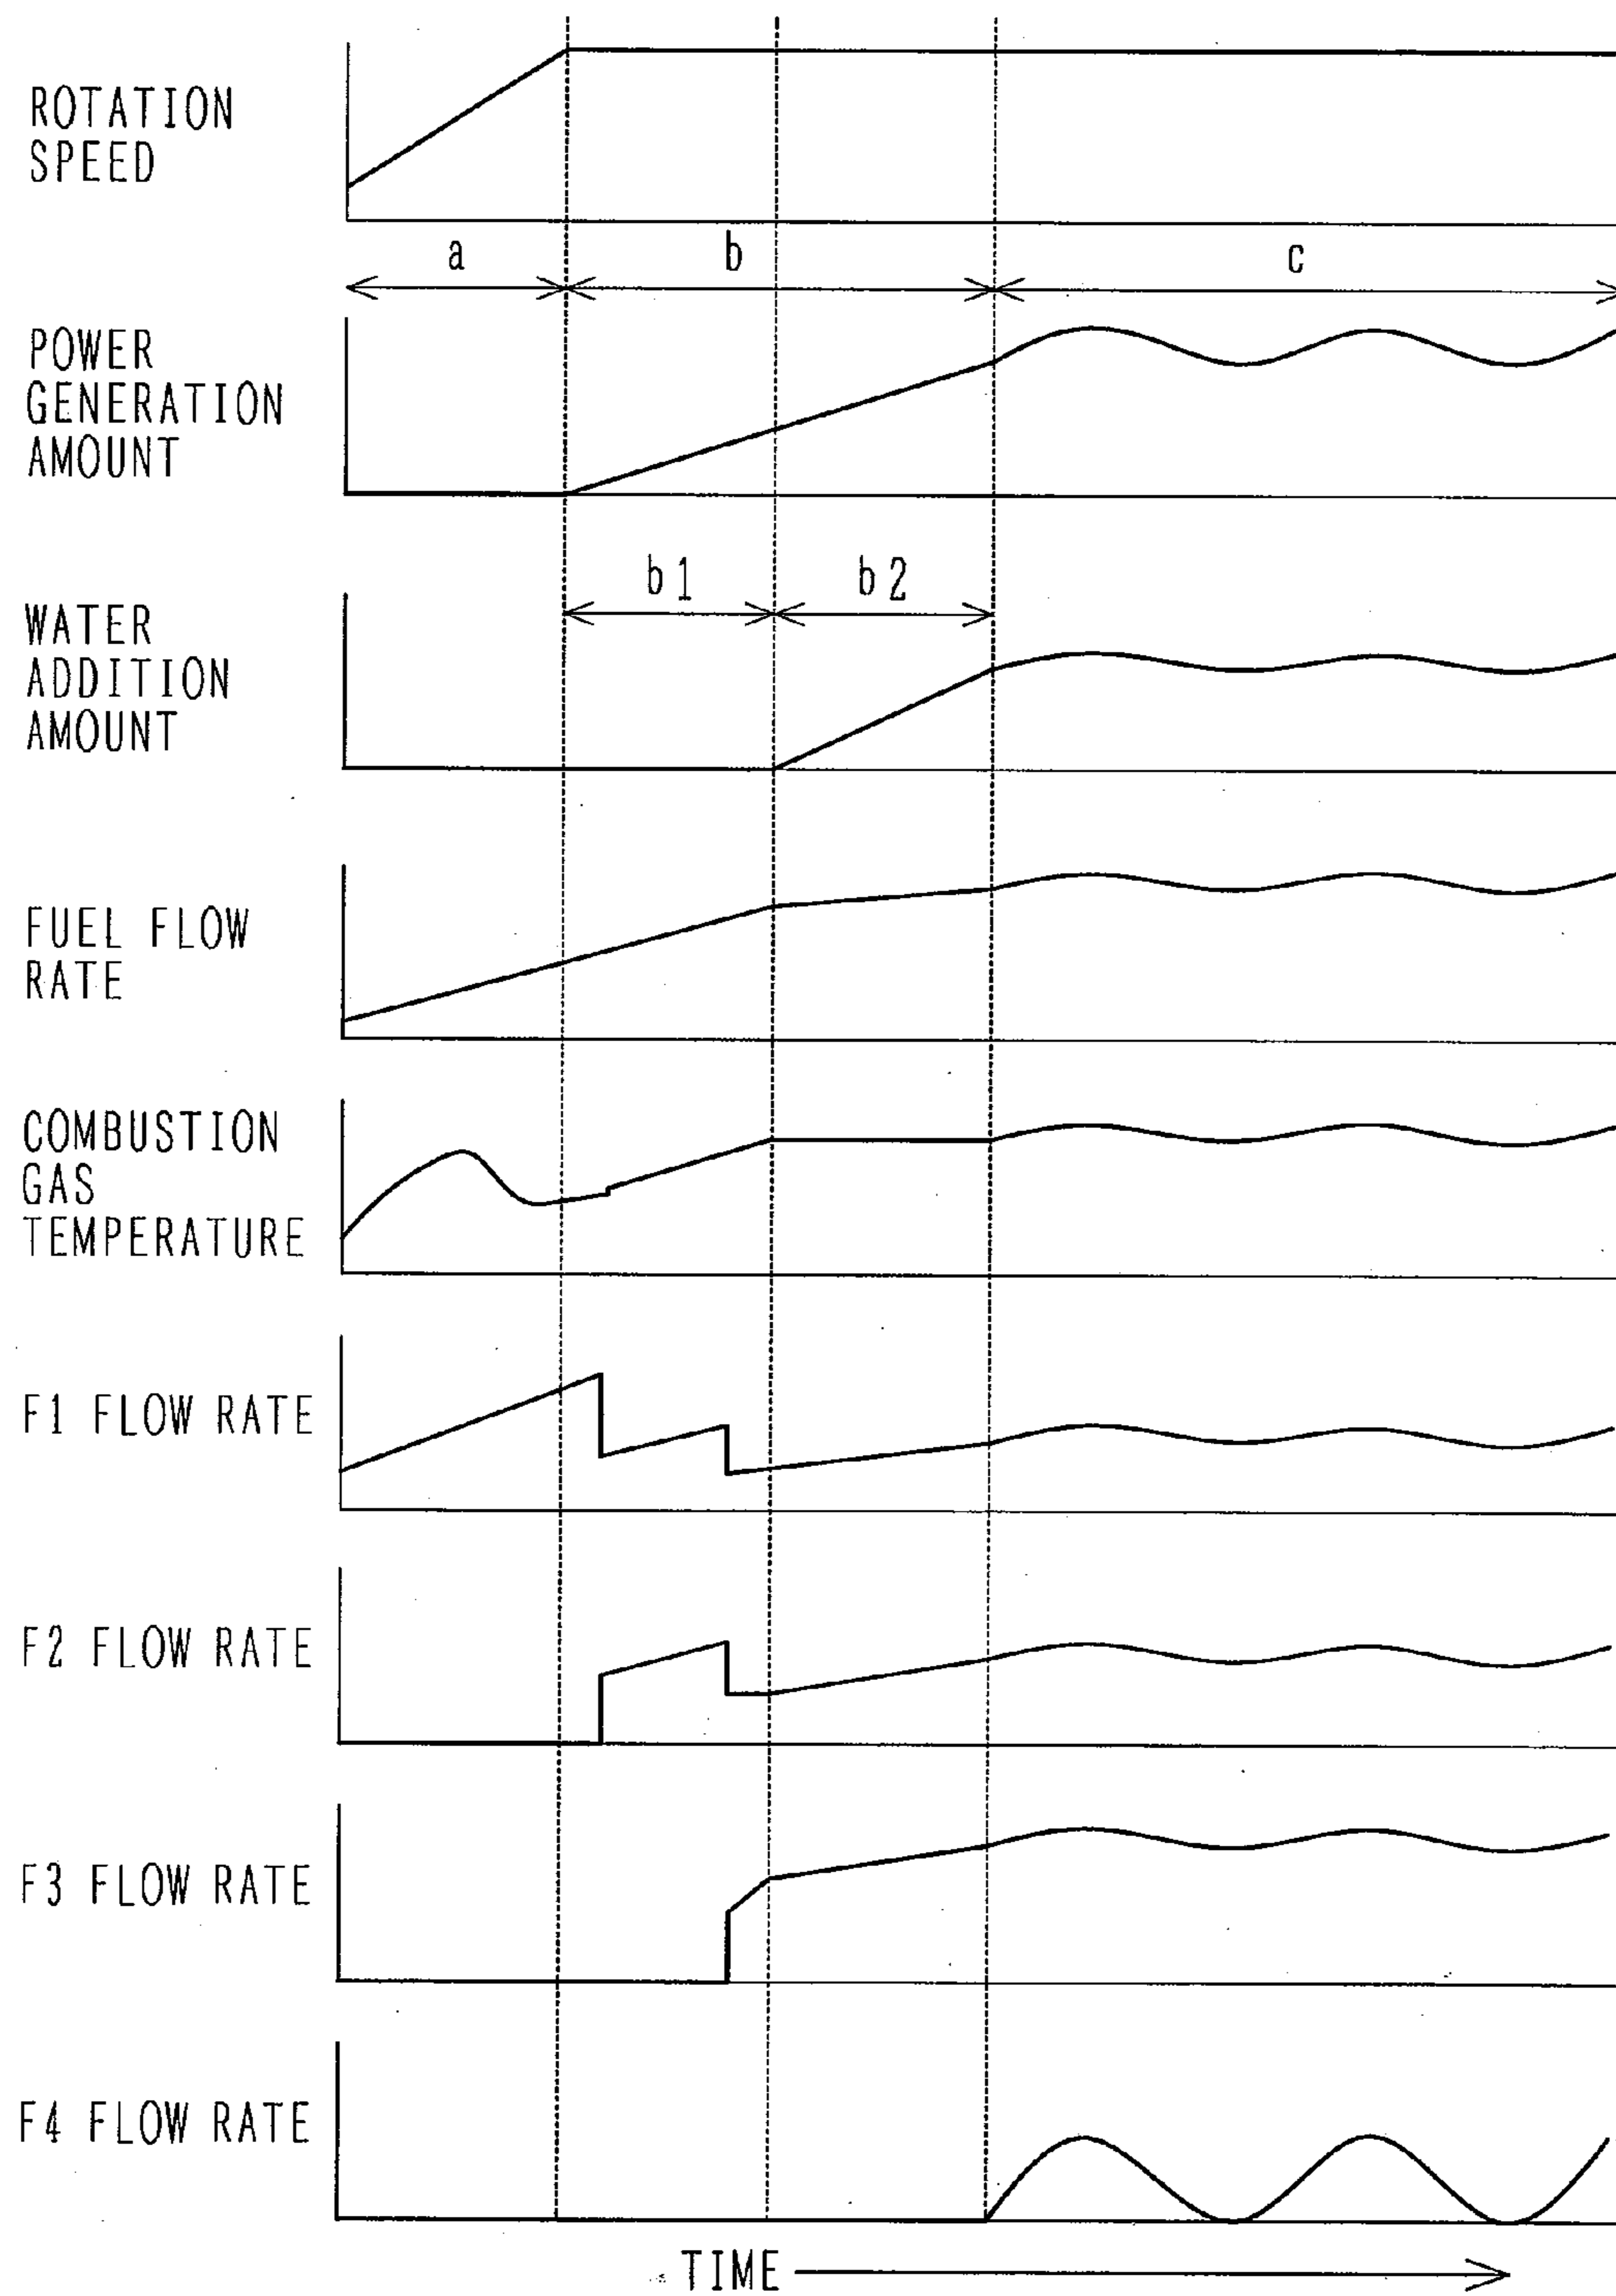 ROTATION
SPEED
a b c
POWER
GENERATION
AMOUNT
b1 b2
WATER
ADDITION
AMOUNT
FUEL FLOW
RATE
COMBUSTION
GAS
TEMPERATURE
F1 FLOW RATE
F2 FLOW RATE
F3 FLOW RATE
F4 FLOW RATE
TIME